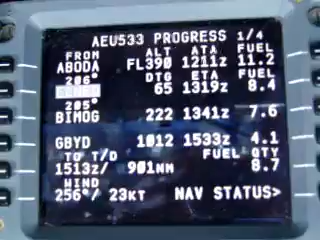 AEU533 PROGRESS 1/4
FROM ALT ATA FUEL
ABODA FL390 1211z 11.2
206° DTG ETA FUEL
65 1319z 8.4
205°
BIMOG 222 1341z 7.6
GBYD 1012 1533z 4.1
TO T/D FUEL QTY
1513z/ 901NM 8.7
WIND
256°/ 23KT NAV STATUS>